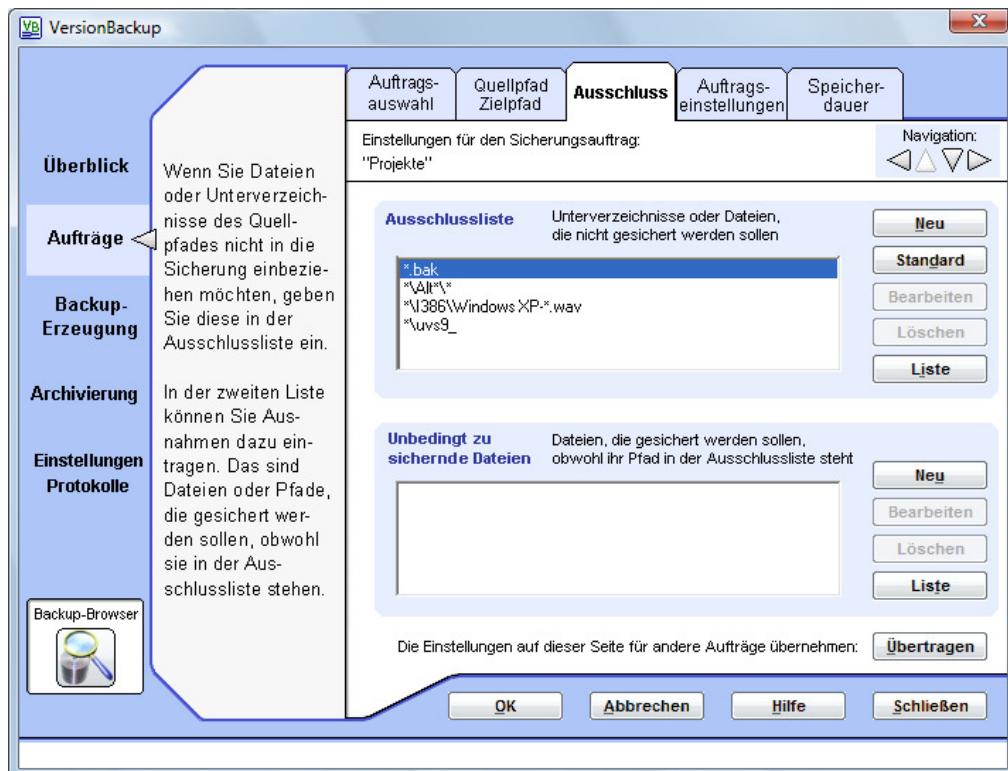 VB VersionBackup
Überblick
Aufträge
Backup-
Erzeugung
Archivierung
Einstellungen
Protokolle
Backup-Browser
Wenn Sie Dateien
oder Unterverzeich-
nisse des Quell-
pfades nicht in die
Sicherung einbezie-
hen möchten, geben
Sie diese in der
Ausschlussliste ein.
In der zweiten Liste
können Sie Aus-
nahmen dazu ein-
tragen. Das sind
Dateien oder Pfade,
die gesichert wer-
den sollen, obwohl
sie in der Aus-
schlussliste stehen.
Auftrags-
auswahl
Quellpfad
Zielpfad
Ausschluss
Auftrags-
einstellungen
Speicher-
dauer
Einstellungen für den Sicherungsauftrag:
"Projekte"
Navigation:
Ausschlussliste
Unterverzeichnisse oder Dateien,
die nicht gesichert werden sollen
*.bak
*\Alt*\*
*\I386\Windows XP-*.wav
*\uvs9_
Neu
Standard
Bearbeiten
Löschen
Liste
Unbedingt zu
sichernde Dateien
Dateien, die gesichert werden sollen,
obwohl ihr Pfad in der Ausschlussliste steht
Neu
Bearbeiten
Löschen
Liste
Die Einstellungen auf dieser Seite für andere Aufträge übernehmen:
Übertragen
OK
Abbrechen
Hilfe
Schließen